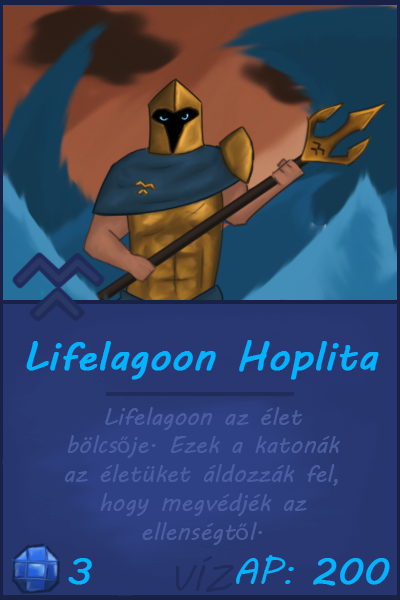 Lifelagoon Hoplita
Lifelagoon az élet
bölcsője. Ezek a katonák
az életüket áldozzák fel,
hogy megvédjék az
ellenségtől.
3 víz AP: 200